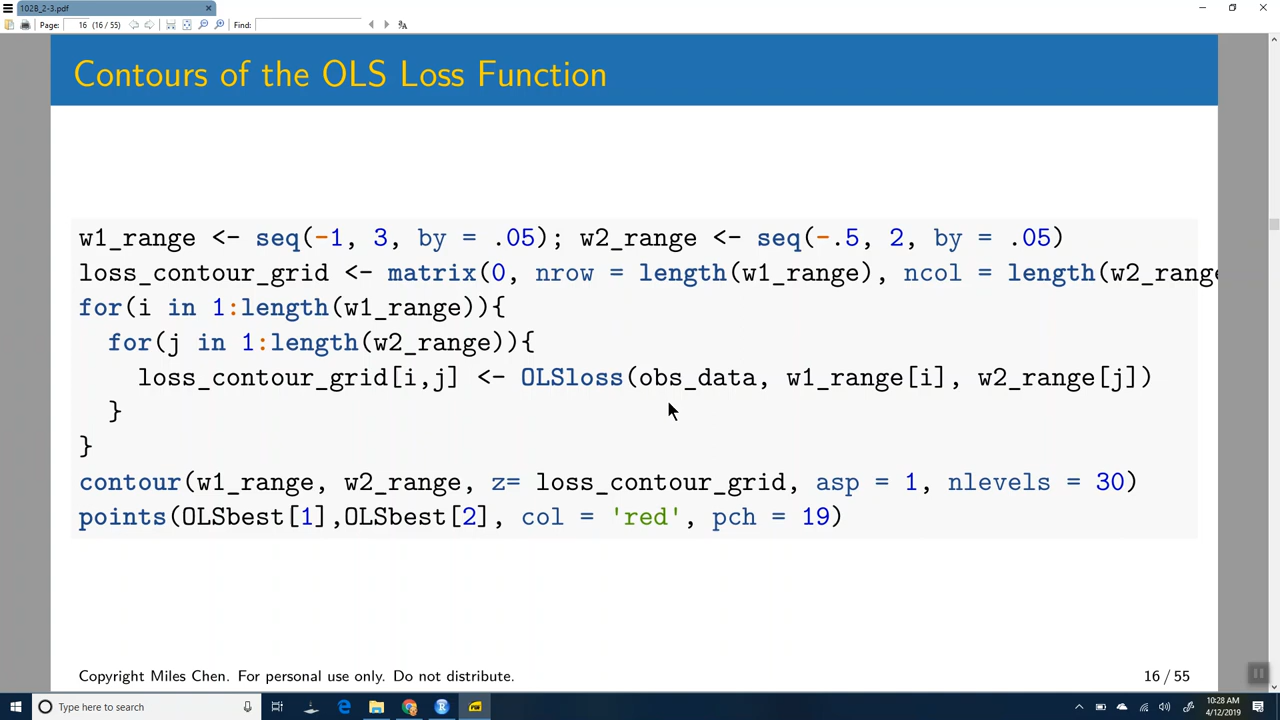 102B_2-3.pdf
Page: 16 (16 / 55) Find:
Contours of the OLS Loss Function
w1_range <- seq(-1, 3, by = .05); w2_range <- seq(-.5, 2, by = .05)
loss_contour_grid <- matrix(0, nrow = length(w1_range), ncol = length(w2_range
for(i in 1:length(w1_range)){
for(j in 1:length(w2_range)){
loss_contour_grid[i,j] <- OLSloss(obs_data, w1_range[i], w2_range[j])
}
}
contour(w1_range, w2_range, z= loss_contour_grid, asp = 1, nlevels = 30)
points(OLSbest[1],OLSbest[2], col = 'red', pch = 19)
Copyright Miles Chen. For personal use only. Do not distribute.
16 / 55
Type here to search
10:28 AM
4/12/2019